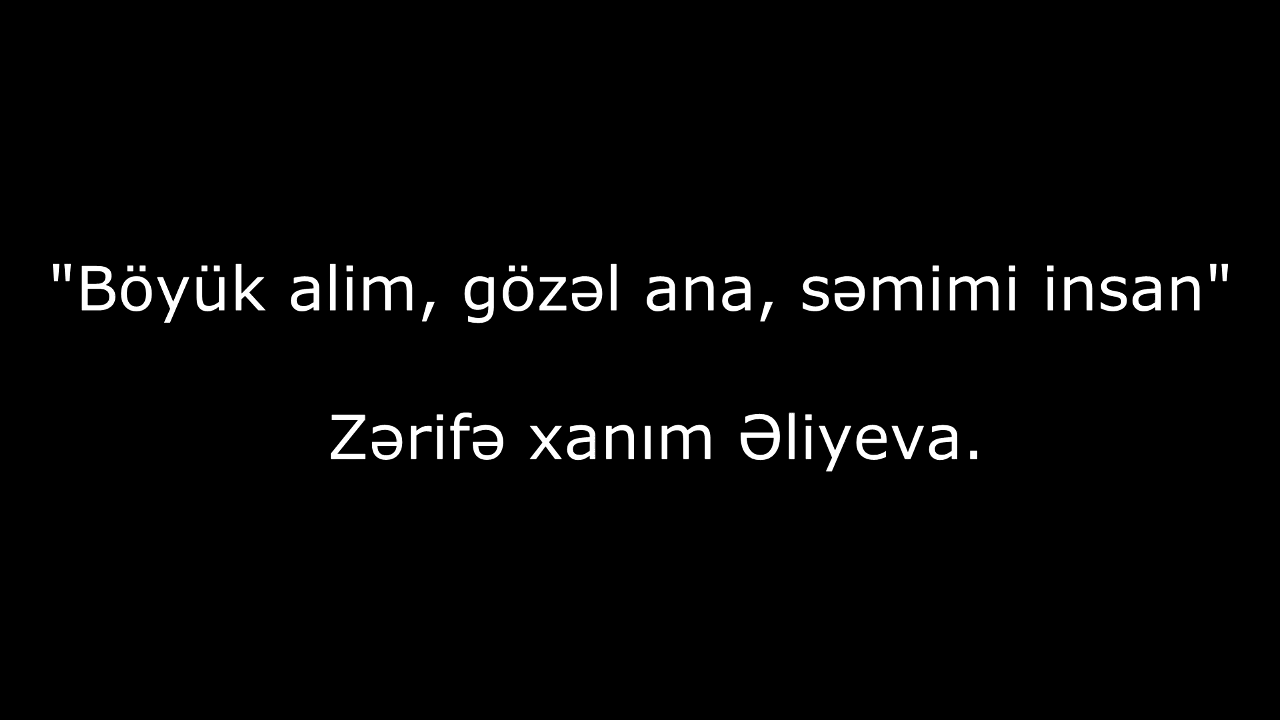 "Böyük alim, gözəl ana, səmimi insan"
Zərifə xanım Əliyeva.